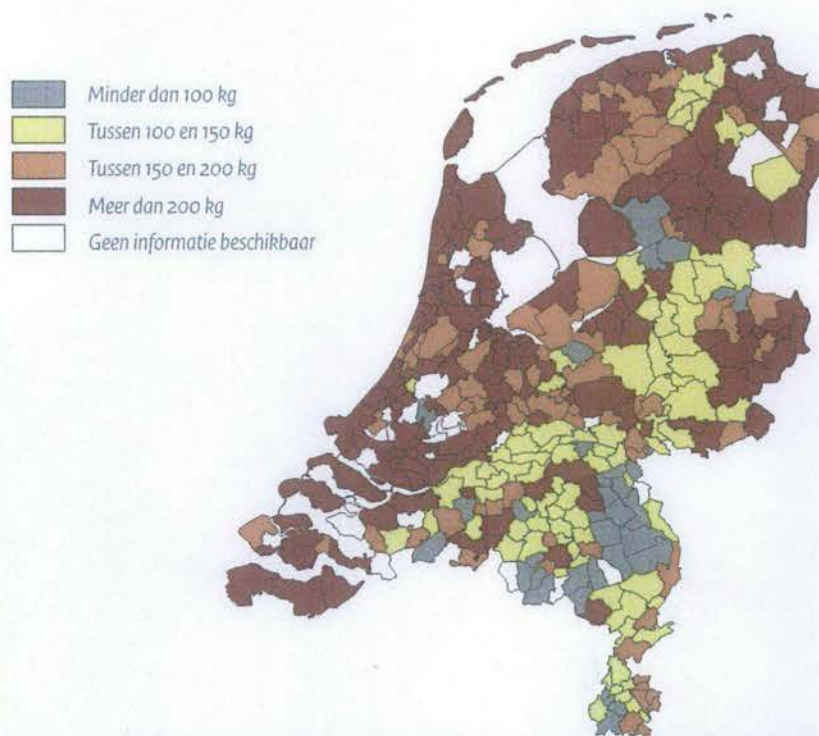 Minder dan 100 kg
Tussen 100 en 150 kg
Tussen 150 en 200 kg
Meer dan 200 kg
Geen informatie beschikbaar